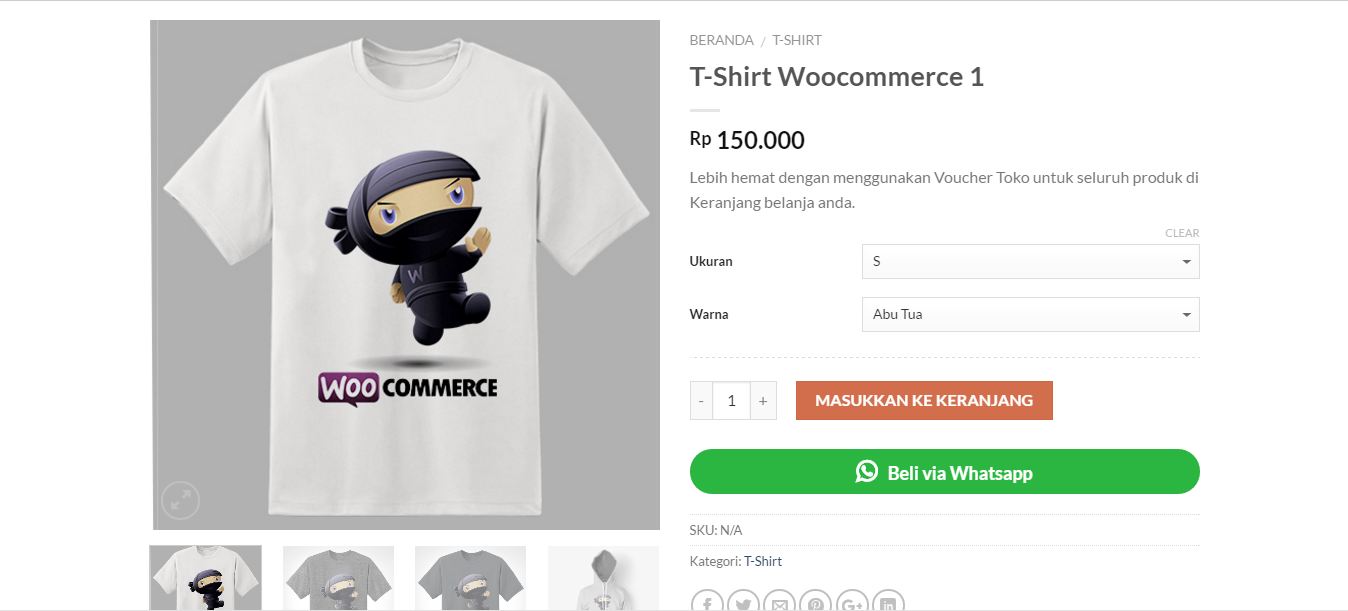 BERANDA / T-SHIRT
T-Shirt Woocommerce 1
Rp 150.000
Lebih hemat dengan menggunakan Voucher Toko untuk seluruh produk di
Keranjang belanja anda.
CLEAR
Ukuran S
Warna Abu Tua
- 1 + MASUKKAN KE KERANJANG
Beli via Whatsapp
SKU: N/A
Kategori: T-Shirt
W
WOO COMMERCE